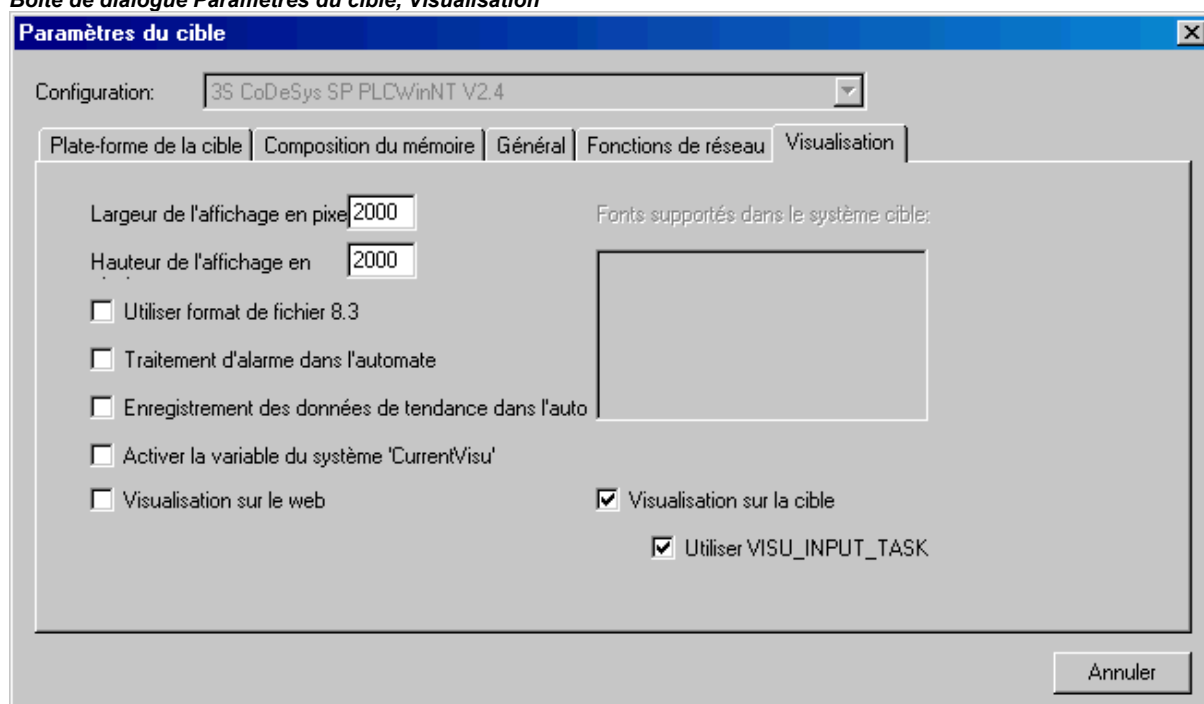 Boîte de dialogue Paramètres du cible, Visualisation
Paramètres du cible
Configuration: 3S CoDeSys SP PLCWinNT V2.4
Plate-forme de la cible Composition du mémoire Général Fonctions de réseau Visualisation
Largeur de l'affichage en pixe 2000 Fonts supportés dans le système cible:
Hauteur de l'affichage en 2000
Utiliser format de fichier 8.3
Traitement d'alarme dans l'automate
Enregistrement des données de tendance dans l'auto
Activer la variable du système 'CurrentVisu'
Visualisation sur le web Visualisation sur la cible
Utiliser VISU_INPUT_TASK
Annuler